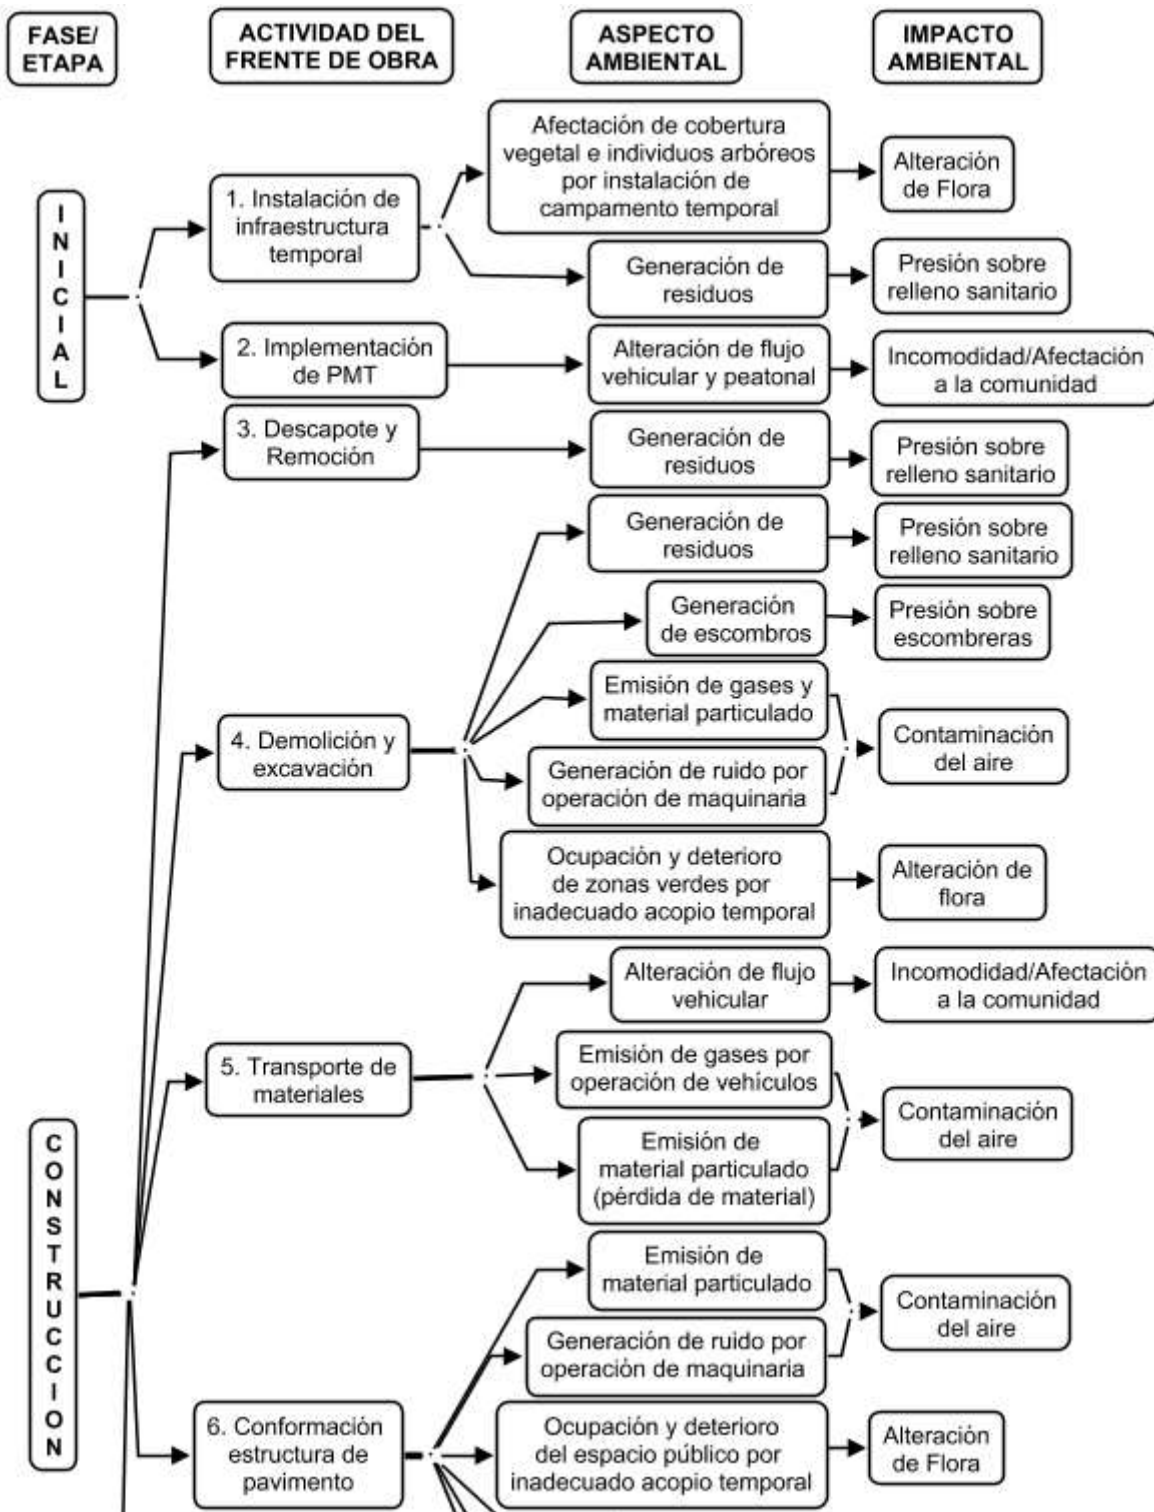 FASE/
ETAPA
ACTIVIDAD DEL
FRENTE DE OBRA
ASPECTO
AMBIENTAL
IMPACTO
AMBIENTAL
INICIAL
1. Instalación de
infraestructura
temporal
Afectación de cobertura
vegetal e individuos arbóreos
por instalación de
campamento temporal
Alteración
de Flora
Generación de
residuos
Presión sobre
relleno sanitario
2. Implementación
de PMT
Alteración de flujo
vehicular y peatonal
Incomodidad/Afectación
a la comunidad
CONSTRUCCION
3. Descapote y
Remoción
Generación de
residuos
Presión sobre
relleno sanitario
4. Demolición y
excavación
Generación de
residuos
Presión sobre
relleno sanitario
Generación
de escombros
Presión sobre
escombreras
Emisión de gases y
material particulado
Generación de ruido por
operación de maquinaria
Contaminación
del aire
Ocupación y deterioro
de zonas verdes por
inadecuado acopio temporal
Alteración de
flora
5. Transporte de
materiales
Alteración de flujo
vehicular
Incomodidad/Afectación
a la comunidad
Emisión de gases por
operación de vehículos
Emisión de
material particulado
(pérdida de material)
Contaminación
del aire
6. Conformación
estructura de
pavimento
Emisión de
material particulado
Generación de ruido por
operación de maquinaria
Contaminación
del aire
Ocupación y deterioro
del espacio público por
inadecuado acopio temporal
Alteración
de Flora